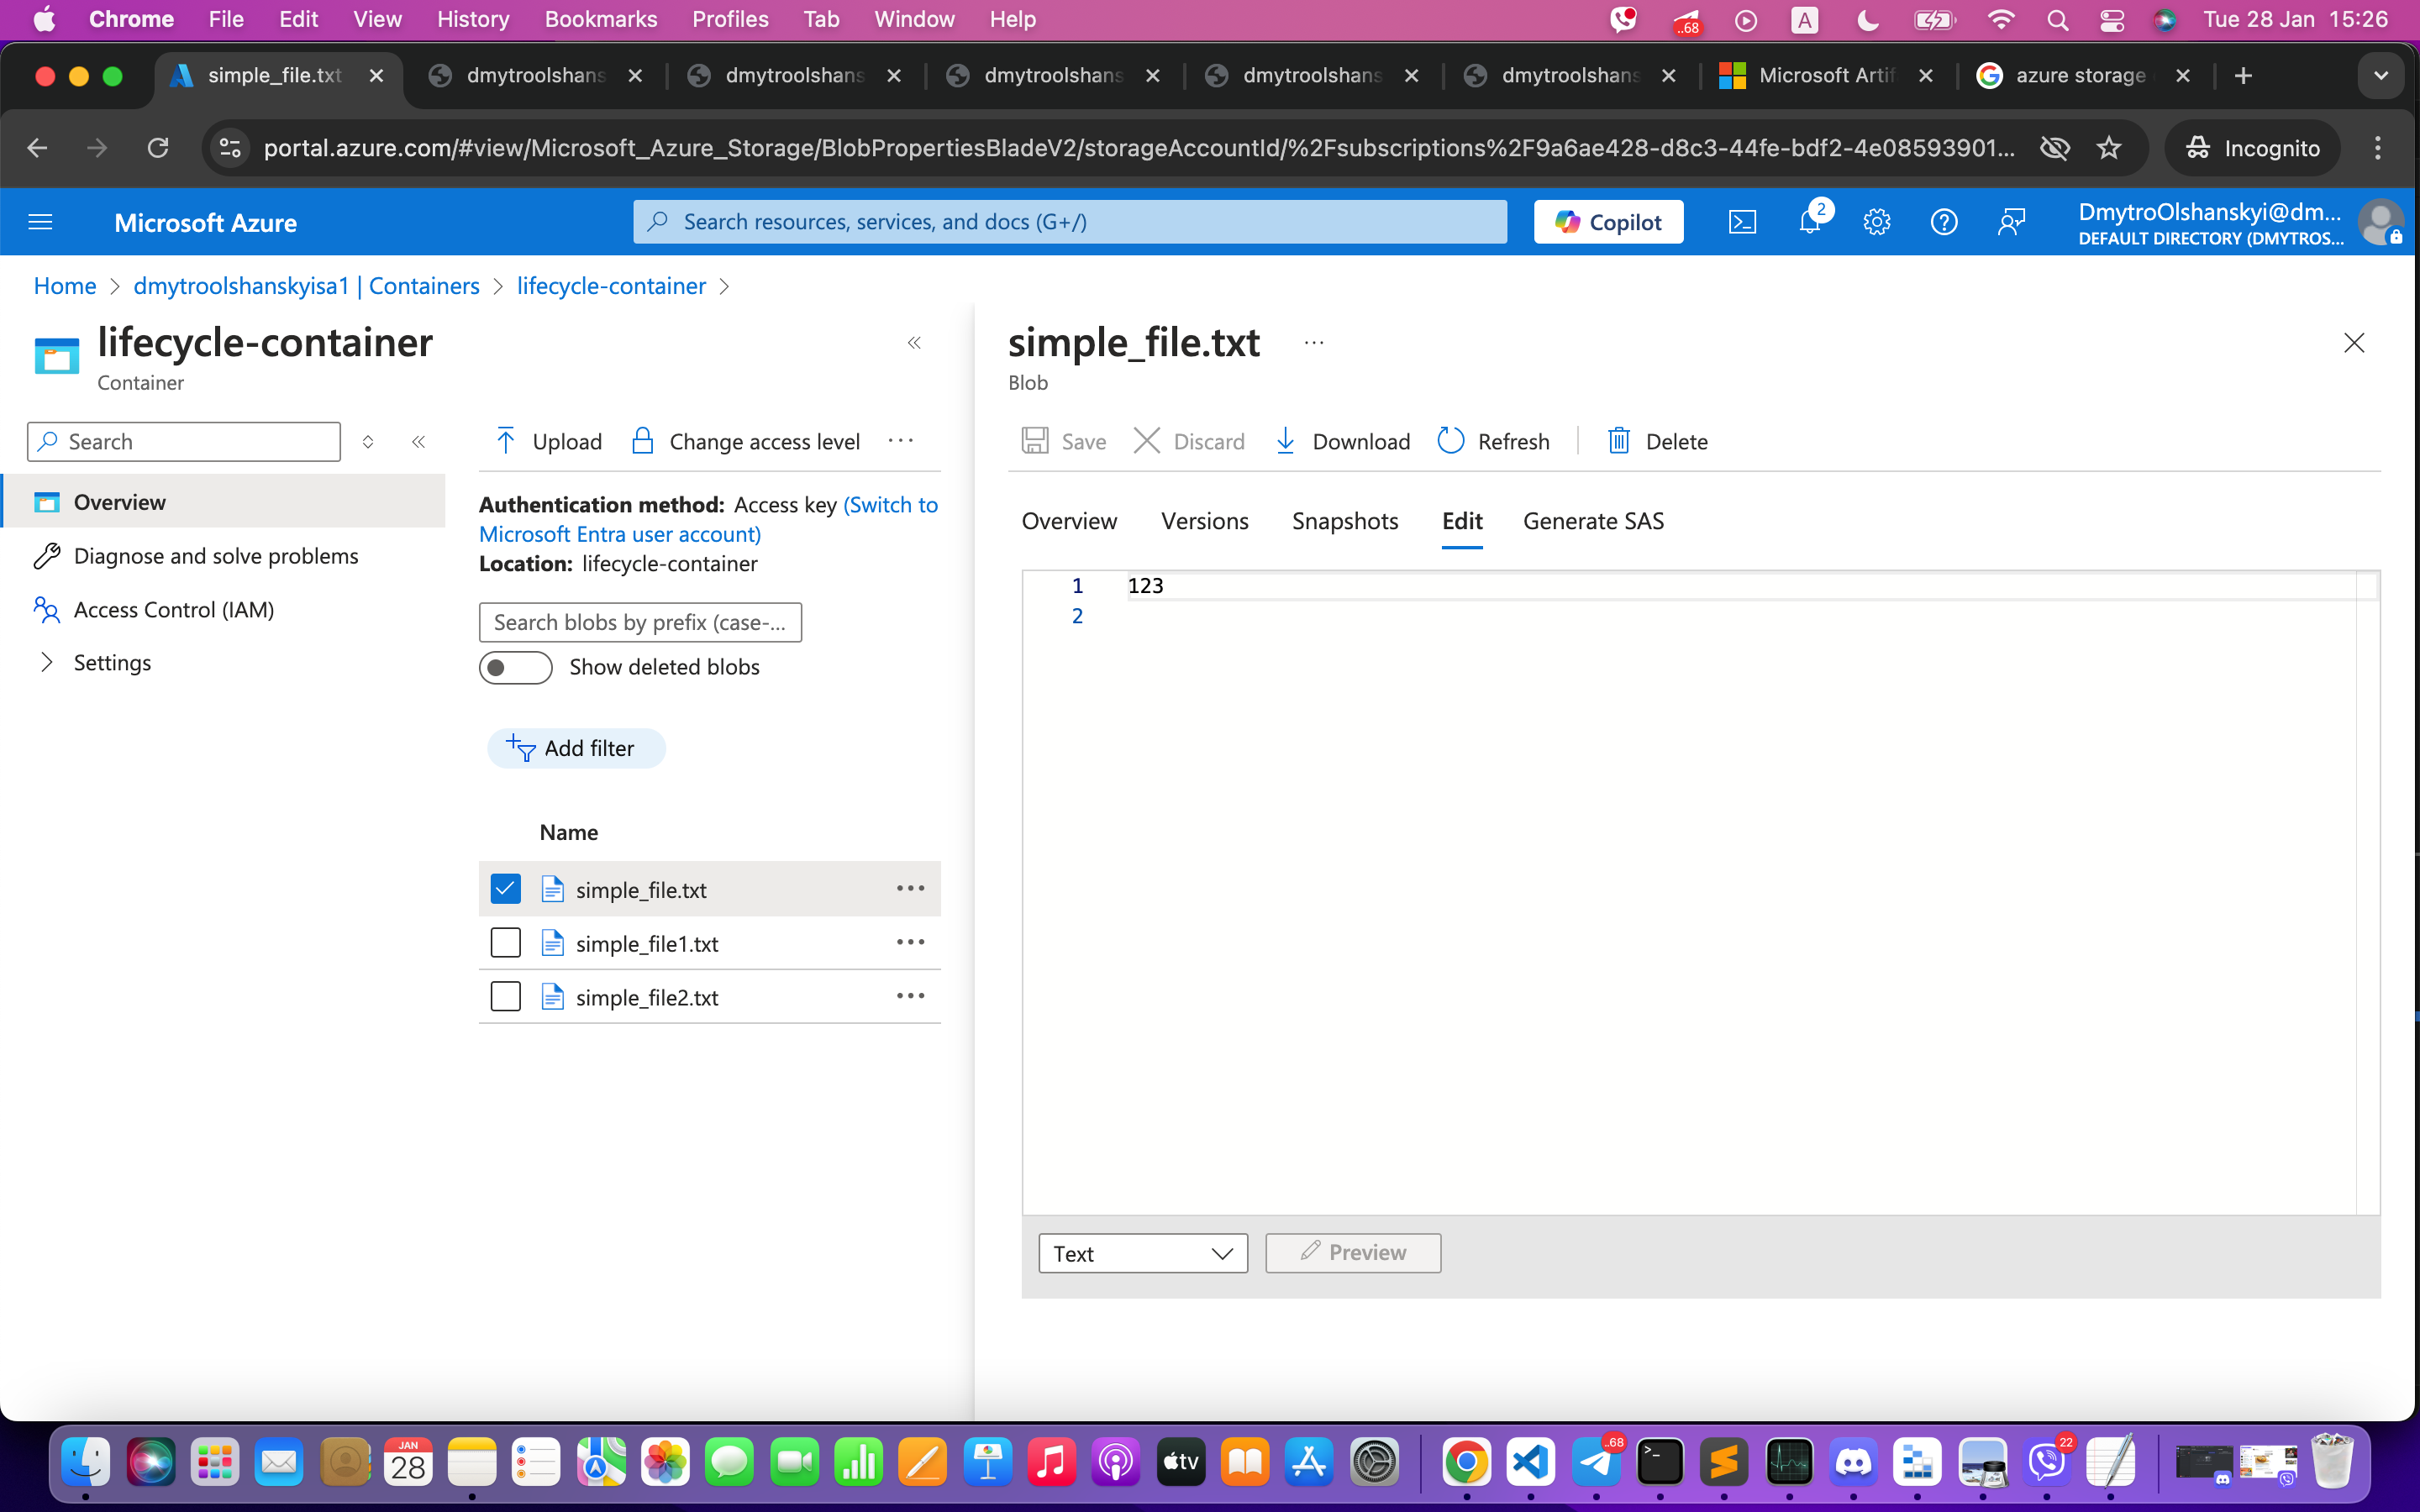 Chrome File Edit View History Bookmarks Profiles Tab Window Help ..68 A Tue 28 Jan 15:26
simple_file.txt dmytroolshans dmytroolshans dmytroolshans dmytroolshans dmytroolshans Microsoft Artif azure storage
portal.azure.com/#view/Microsoft_Azure_Storage/BlobPropertiesBladeV2/storageAccountId/%2Fsubscriptions%2F9a6ae428-d8c3-44fe-bdf2-4e08593901... Incognito
Microsoft Azure Search resources, services, and docs (G+/) Copilot 2 DmytroOlshanskyi@dm...
DEFAULT DIRECTORY (DMYTROS...
Home > dmytroolshanskyisa1 | Containers > lifecycle-container >
lifecycle-container
Container
Search
Overview
Diagnose and solve problems
Access Control (IAM)
Settings
Upload Change access level ...
Authentication method: Access key (Switch to
Microsoft Entra user account)
Location: lifecycle-container
Search blobs by prefix (case-...
Show deleted blobs
Add filter
Name
simple_file.txt
simple_file1.txt
simple_file2.txt
simple_file.txt ...
Blob
Save Discard Download Refresh Delete
Overview Versions Snapshots Edit Generate SAS
1 123
2
Text Preview
JAN
28
tv
..68
22